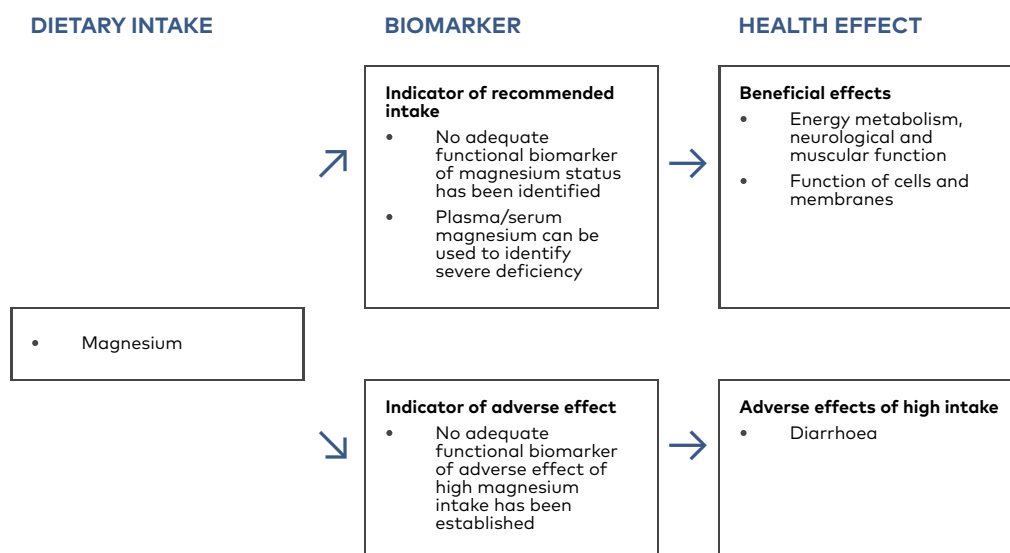 DIETARY INTAKE
BIOMARKER
HEALTH EFFECT
• Magnesium
Indicator of recommended
intake
• No adequate
functional biomarker
of magnesium status
has been identified
• Plasma/serum
magnesium can be
used to identify
severe deficiency
Beneficial effects
• Energy metabolism,
neurological and
muscular function
• Function of cells and
membranes
Indicator of adverse effect
• No adequate
functional biomarker
of adverse effect of
high magnesium
intake has been
established
Adverse effects of high intake
• Diarrhoea